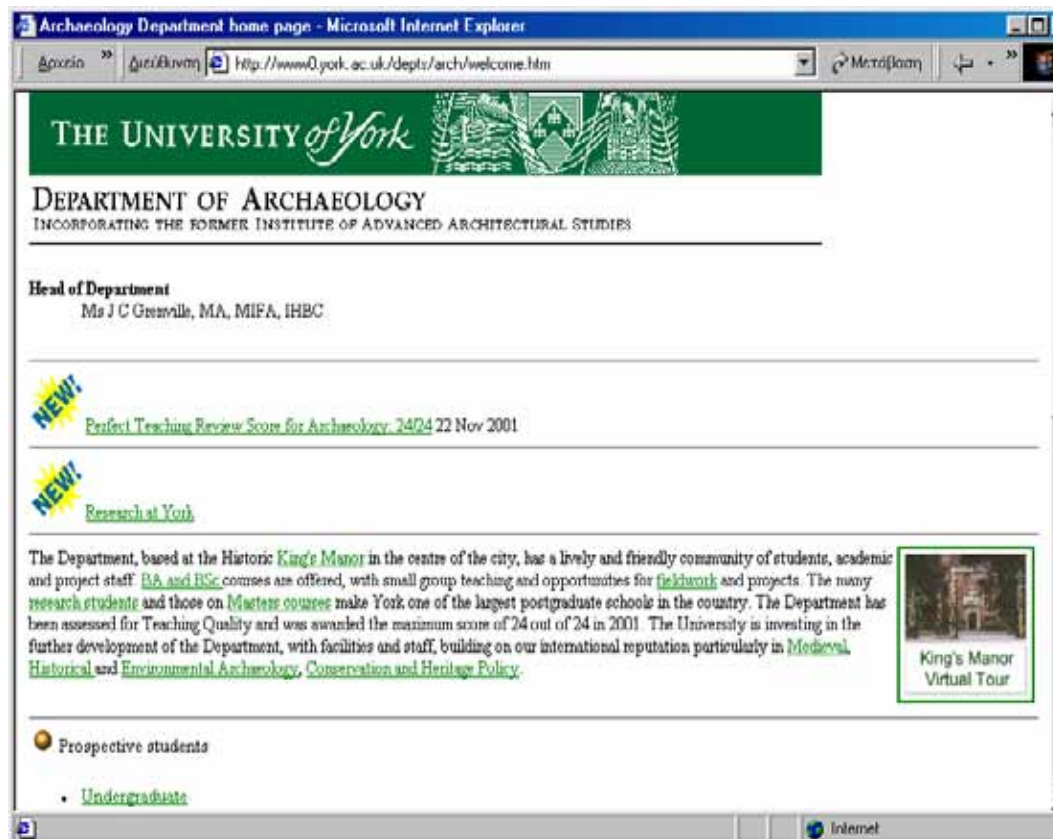 Archaeology Department home page - Microsoft Internet Explorer
Αρχείο » Διεύθυνση http://www0.york.ac.uk/depts/arch/welcome.htm Μετάβαση »
THE UNIVERSITY of York
DEPARTMENT OF ARCHAEOLOGY
INCORPORATING THE FORMER INSTITUTE OF ADVANCED ARCHITECTURAL STUDIES
Head of Department
Ms J C Grenville, MA, MIFA, IHBC
NEW!
Perfect Teaching Review Score for Archaeology: 24/24 22 Nov 2001
NEW!
Research at York
The Department, based at the Historic King's Manor in the centre of the city, has a lively and friendly community of students, academic
and project staff. BA and BSc courses are offered, with small group teaching and opportunities for fieldwork and projects. The many
research students and those on Masters courses make York one of the largest postgraduate schools in the country. The Department has
been assessed for Teaching Quality and was awarded the maximum score of 24 out of 24 in 2001. The University is investing in the
further development of the Department, with facilities and staff, building on our international reputation particularly in Medieval,
Historical and Environmental Archaeology, Conservation and Heritage Policy.
King's Manor
Virtual Tour
Prospective students
• Undergraduate
Internet